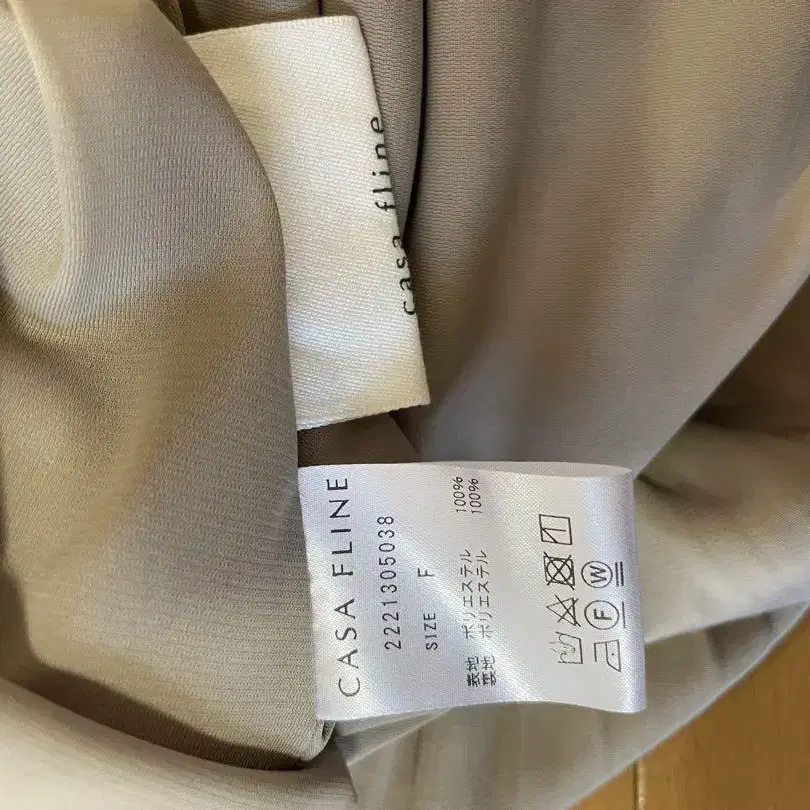 casa fline
CASA FLINE
2221305038
SIZE F
表地 ポリエステル 100%
裏地 ポリエステル 100%
F W